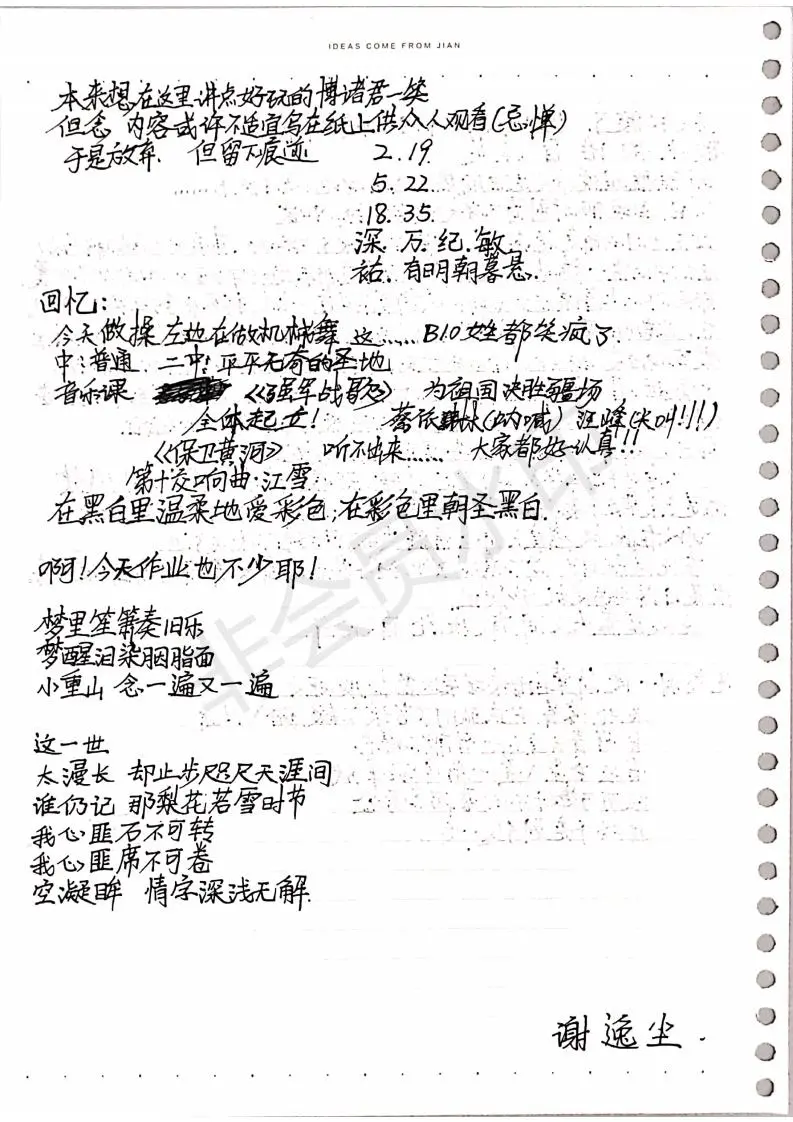 IDEAS COME FROM JIAN
本来想在这里讲点好玩的博诸君一笑
但念 内容或许不适宜写在纸上供众人观看(忌惮)
于是放弃. 但留下痕迹 2.19
5.22
18.35
深.万.纪.敏
祐.有明朝暮悬.
回忆:
今天做操左边在做机械舞 这...... BIO姓都笑疯了
中:普通 二中:平平无奇的圣地
音乐课 《强军战歌》 为祖国决胜疆场
全体起立! 蔡依林(呐喊) 汪峰(尖叫!!!)
《保卫黄河》 听不出来...... 大家都好认真!!
第十交响曲·江雪
在黑白里温柔地爱彩色,在彩色里朝圣黑白.
啊!今天作业也不少耶!
梦里笙箫奏旧乐
梦醒泪染胭脂面
小重山 念一遍又一遍
这一世
太漫长 却止步咫尺天涯间
谁仍记 那梨花若雪时节
我心匪石不可转
我心匪席不可卷
空凝眸 情字深浅无解.
谢逸尘.
非会员水印